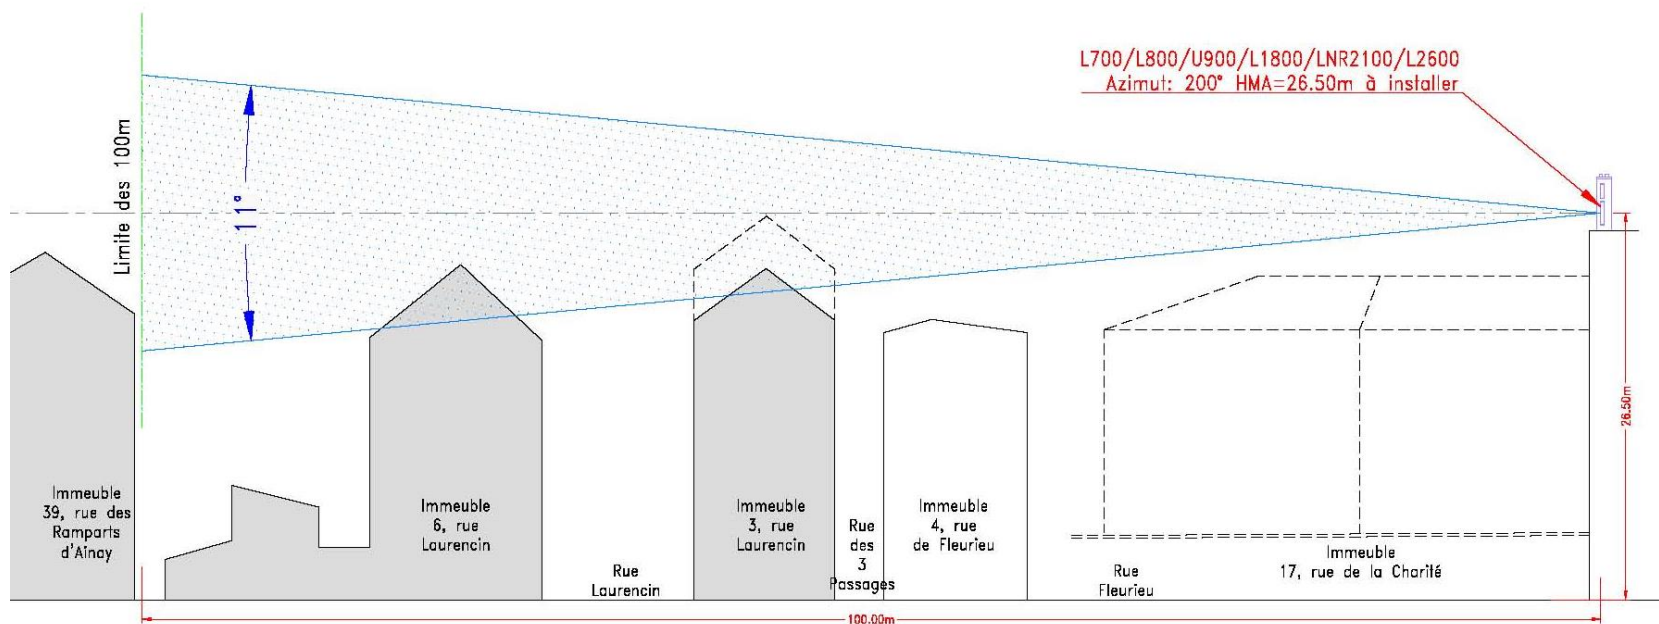 L700/L800/U900/L1800/LNR2100/L2600
Azimut: 200° HMA=26.50m à installer
Limite des 100m
11°
26.50m
Immeuble
39, rue des
Ramparts
d'Ainay
Immeuble
6, rue
Laurencin
Rue
Laurencin
Immeuble
3, rue
Laurencin
Rue
des
3
Passages
Immeuble
4, rue
de Fleurieu
Rue
Fleurieu
Immeuble
17, rue de la Charité
100.00m